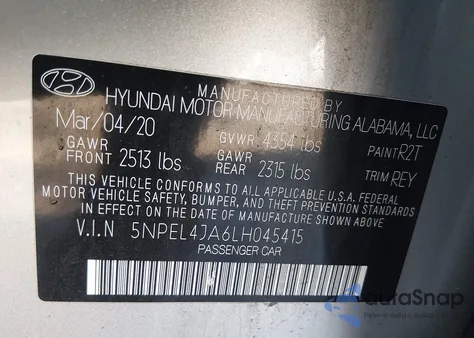 MANUFACTURED BY
HYUNDAI MOTOR MANUFACTURING ALABAMA, LLC
Mar/04/20 GVWR 4354 lbs PAINT R2T
GAWR FRONT 2513 lbs GAWR REAR 2315 lbs TRIM REY
THIS VEHICLE CONFORMS TO ALL APPLICABLE U.S.A. FEDERAL
MOTOR VEHICLE SAFETY, BUMPER, AND THEFT PREVENTION
STANDARDS IN EFFECT ON THE DATE OF MANUFACTURE SHOWN ABOVE.
V.I.N 5NPEL4JA6LH045415
PASSENGER CAR
autoSnap